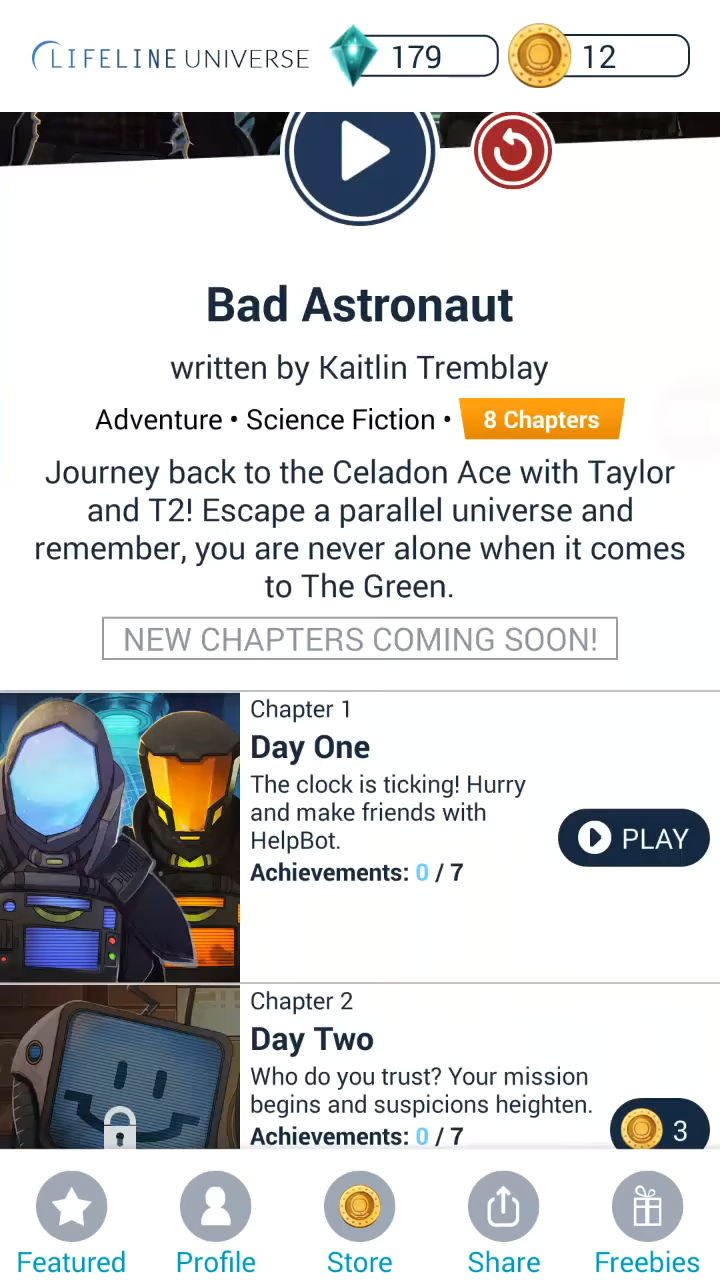 LIFELINE UNIVERSE 179 12
Bad Astronaut
written by Kaitlin Tremblay
Adventure • Science Fiction • 8 Chapters
Journey back to the Celadon Ace with Taylor
and T2! Escape a parallel universe and
remember, you are never alone when it comes
to The Green.
NEW CHAPTERS COMING SOON!
Chapter 1
Day One
The clock is ticking! Hurry
and make friends with
HelpBot.
PLAY
Achievements: 0 / 7
Chapter 2
Day Two
Who do you trust? Your mission
begins and suspicions heighten.
3
Achievements: 0 / 7
Featured Profile Store Share Freebies